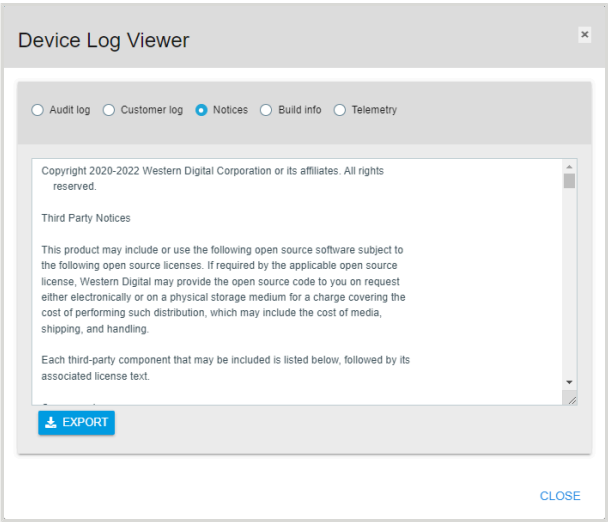 Device Log Viewer
×
Audit log Customer log Notices Build info Telemetry
Copyright 2020-2022 Western Digital Corporation or its affiliates. All rights
reserved.
Third Party Notices
This product may include or use the following open source software subject to
the following open source licenses. If required by the applicable open source
license, Western Digital may provide the open source code to you on request
either electronically or on a physical storage medium for a charge covering the
cost of performing such distribution, which may include the cost of media,
shipping, and handling.
Each third-party component that may be included is listed below, followed by its
associated license text.
EXPORT
CLOSE